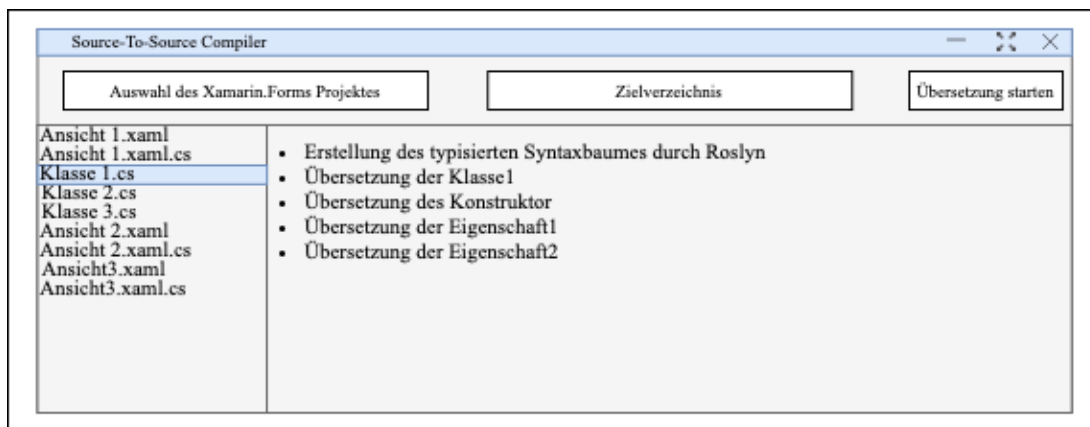 Source-To-Source Compiler
Auswahl des Xamarin.Forms Projektes
Zielverzeichnis
Übersetzung starten
Ansicht 1.xaml
Ansicht 1.xaml.cs
Klasse 1.cs
Klasse 2.cs
Klasse 3.cs
Ansicht 2.xaml
Ansicht 2.xaml.cs
Ansicht3.xaml
Ansicht3.xaml.cs
• Erstellung des typisierten Syntaxbaumes durch Roslyn
• Übersetzung der Klasse1
• Übersetzung des Konstruktor
• Übersetzung der Eigenschaft1
• Übersetzung der Eigenschaft2